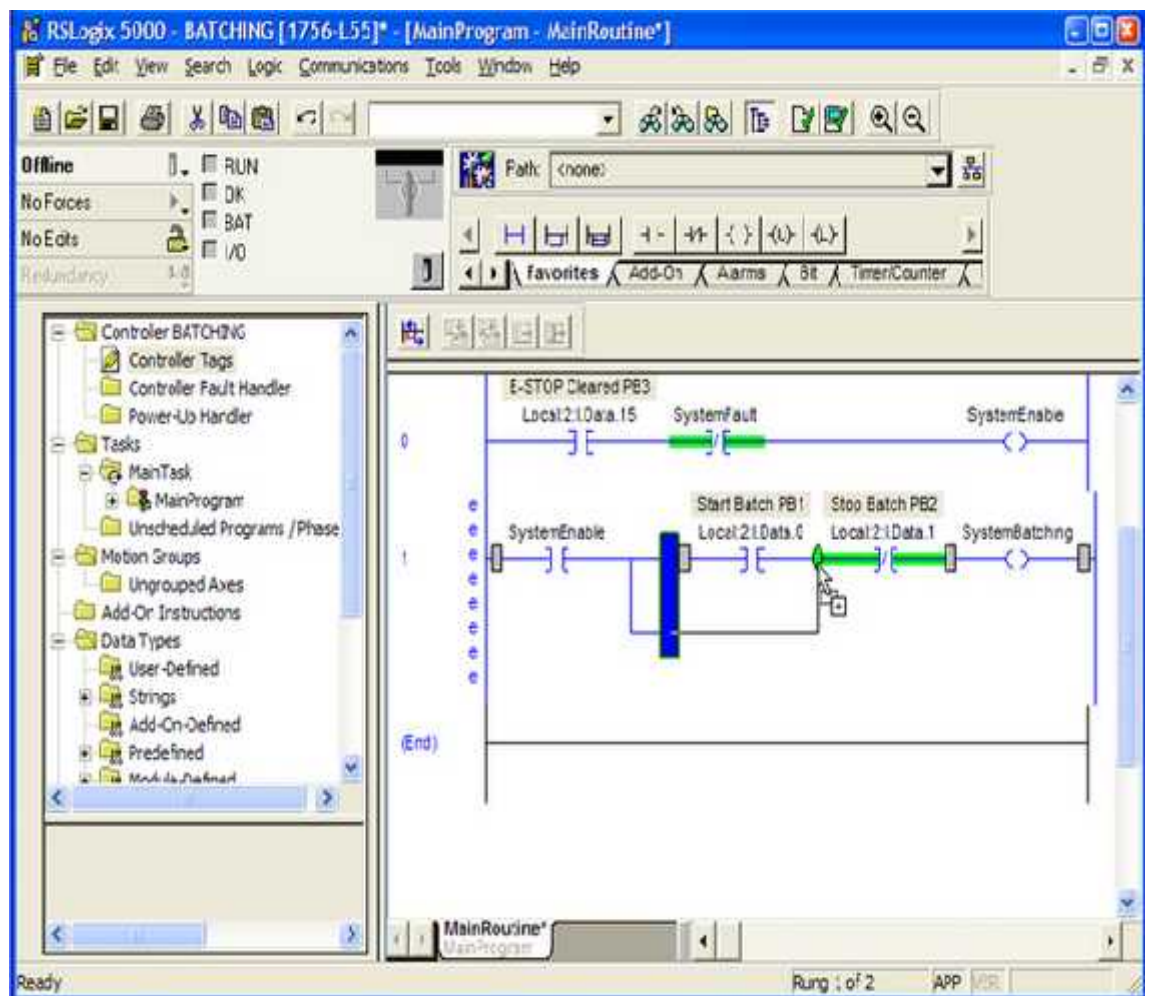 RSLogix 5000 - BATCHING [1756-L55]* - [MainProgram - MainRoutine*]
File Edit View Search Logic Communications Tools Window Help
Offline
RUN
No Forces
OK
BAT
No Edits
I/O
Redundancy
Path: <none>
Favorites Add-On Alarms Bit Timer/Counter
Controller BATCHING
Controller Tags
Controller Fault Handler
Power-Up Handler
Tasks
MainTask
MainProgram
Unscheduled Programs / Phase
Motion Groups
Ungrouped Axes
Add-On Instructions
Data Types
User-Defined
Strings
Add-On-Defined
Predefined
Module-Defined
E-STOP Cleared PB3
Local:2:I.Data.15 SystemFault SystemEnable
0
Start Batch PB1 Stop Batch PB2
SystemEnable Local:2:I.Data.0 Local:2:I.Data.1 SystemBatching
1
e
e
e
e
e
e
e
e
(End)
MainRoutine*
MainProgram
Ready
Rung 1 of 2 APP VER